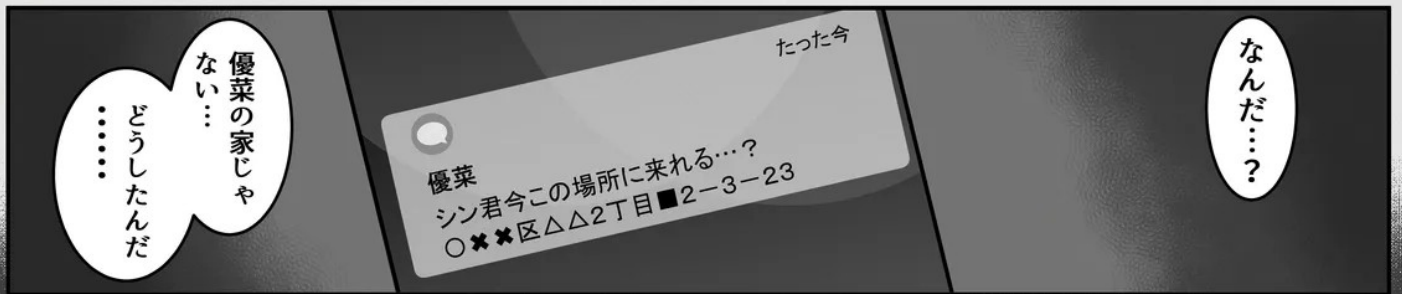 なんだ…？
たった今
優菜
シン君今この場所に来れる…？
○✖✖区△△2丁目■2－3－23
優菜の家じゃ
ない…
どうしたんだ
……